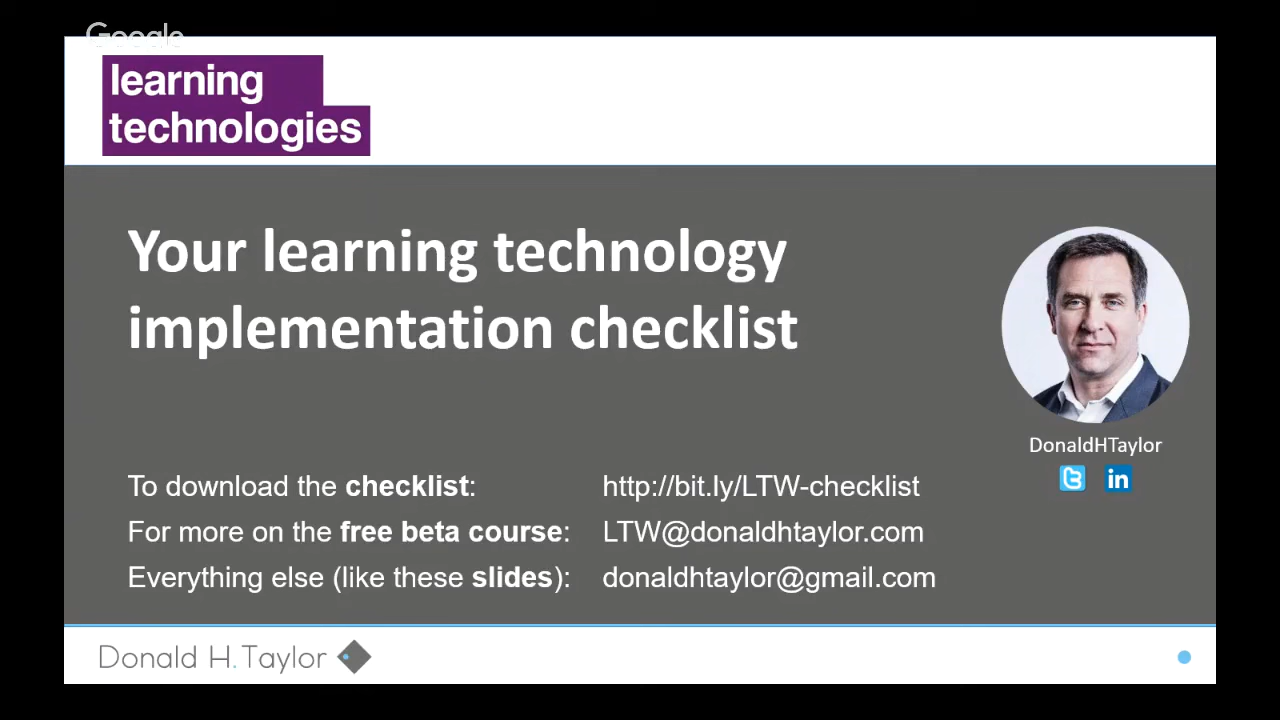 Google
learning
technologies
Your learning technology
implementation checklist
DonaldHTaylor
To download the checklist: http://bit.ly/LTW-checklist
For more on the free beta course: LTW@donaldhtaylor.com
Everything else (like these slides): donaldhtaylor@gmail.com
Donald H.Taylor